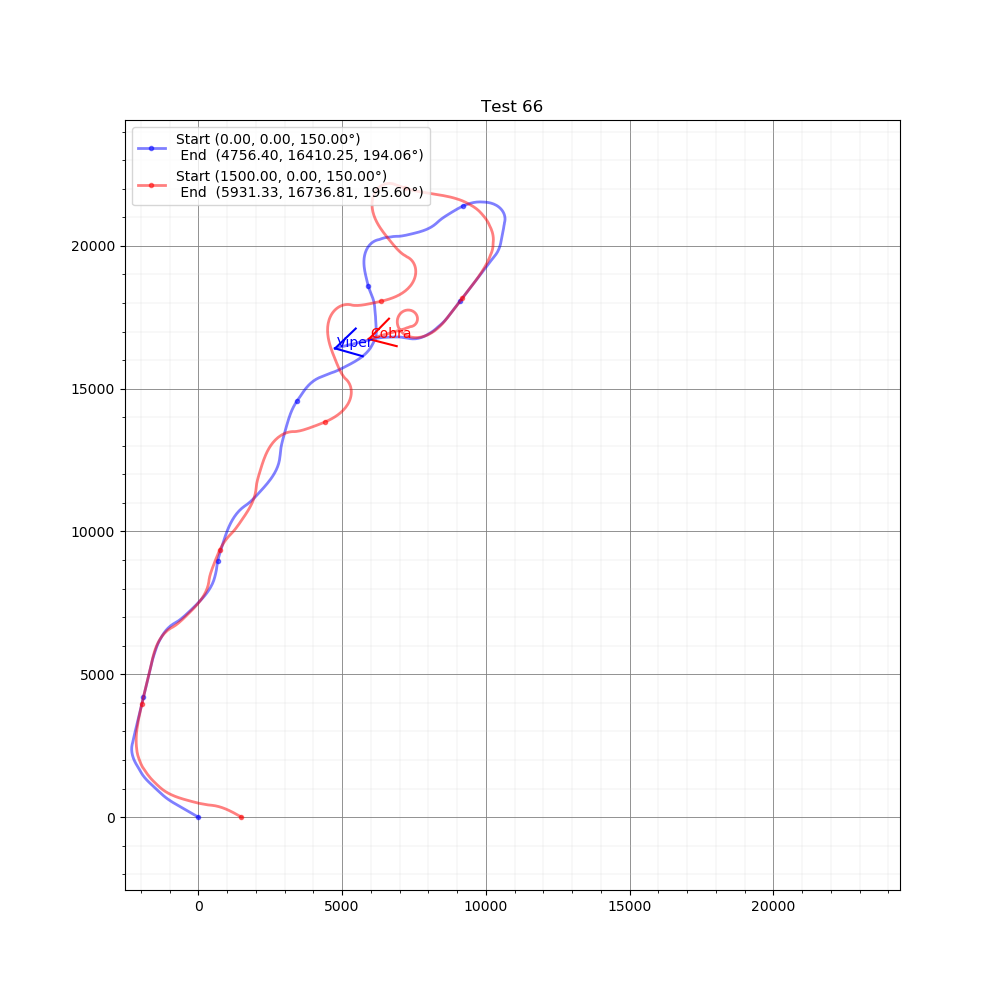 Test 66
Start (0.00, 0.00, 150.00°)
End (4756.40, 16410.25, 194.06°)
Start (1500.00, 0.00, 150.00°)
End (5931.33, 16736.81, 195.60°)
20000
15000
10000
5000
0
Cobra
Viper
0
5000
10000
15000
20000